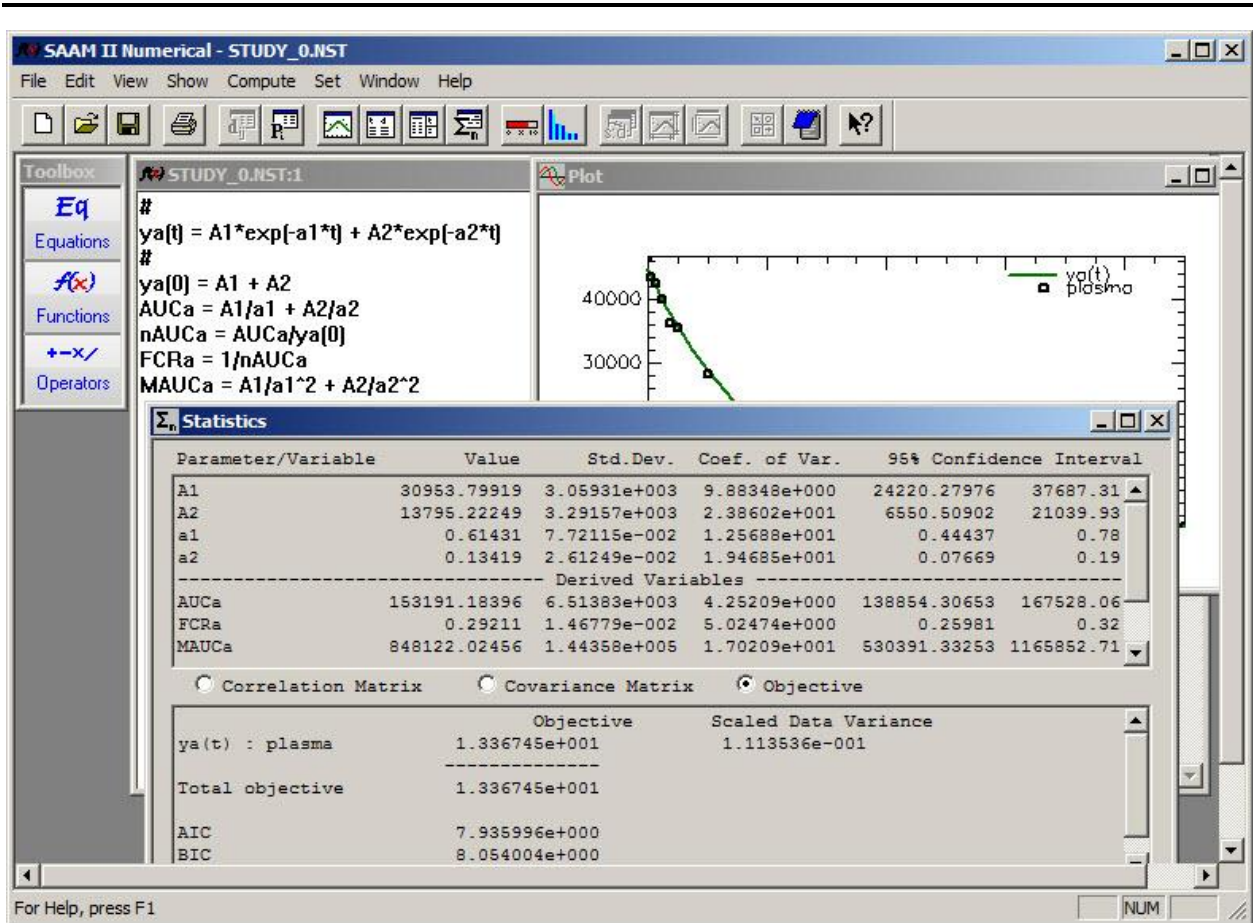 SAAM II Numerical - STUDY_0.NST
File Edit View Show Compute Set Window Help
Toolbox
Eq
Equations
f(x)
Functions
+-×/
Operators
STUDY_0.NST:1
#
ya(t) = A1*exp(-a1*t) + A2*exp(-a2*t)
#
ya(0) = A1 + A2
AUCa = A1/a1 + A2/a2
nAUCa = AUCa/ya(0)
FCRa = 1/nAUCa
MAUCa = A1/a1^2 + A2/a2^2
Plot
ya(t)
plasma
40000
30000
Σn Statistics
Parameter/Variable Value Std.Dev. Coef. of Var. 95% Confidence Interval
A1 30953.79919 3.05931e+003 9.88348e+000 24220.27976 37687.31
A2 13795.22249 3.29157e+003 2.38602e+001 6550.50902 21039.93
a1 0.61431 7.72115e-002 1.25688e+001 0.44437 0.78
a2 0.13419 2.61249e-002 1.94685e+001 0.07669 0.19
---------------------------------- Derived Variables ----------------------------------
AUCa 153191.18396 6.51383e+003 4.25209e+000 138854.30653 167528.06
FCRa 0.29211 1.46779e-002 5.02474e+000 0.25981 0.32
MAUCa 848122.02456 1.44358e+005 1.70209e+001 530391.33253 1165852.71
Correlation Matrix Covariance Matrix Objective
Objective Scaled Data Variance
ya(t) : plasma 1.336745e+001 1.113536e-001
--------------
Total objective 1.336745e+001
AIC 7.935996e+000
BIC 8.054004e+000
For Help, press F1
NUM